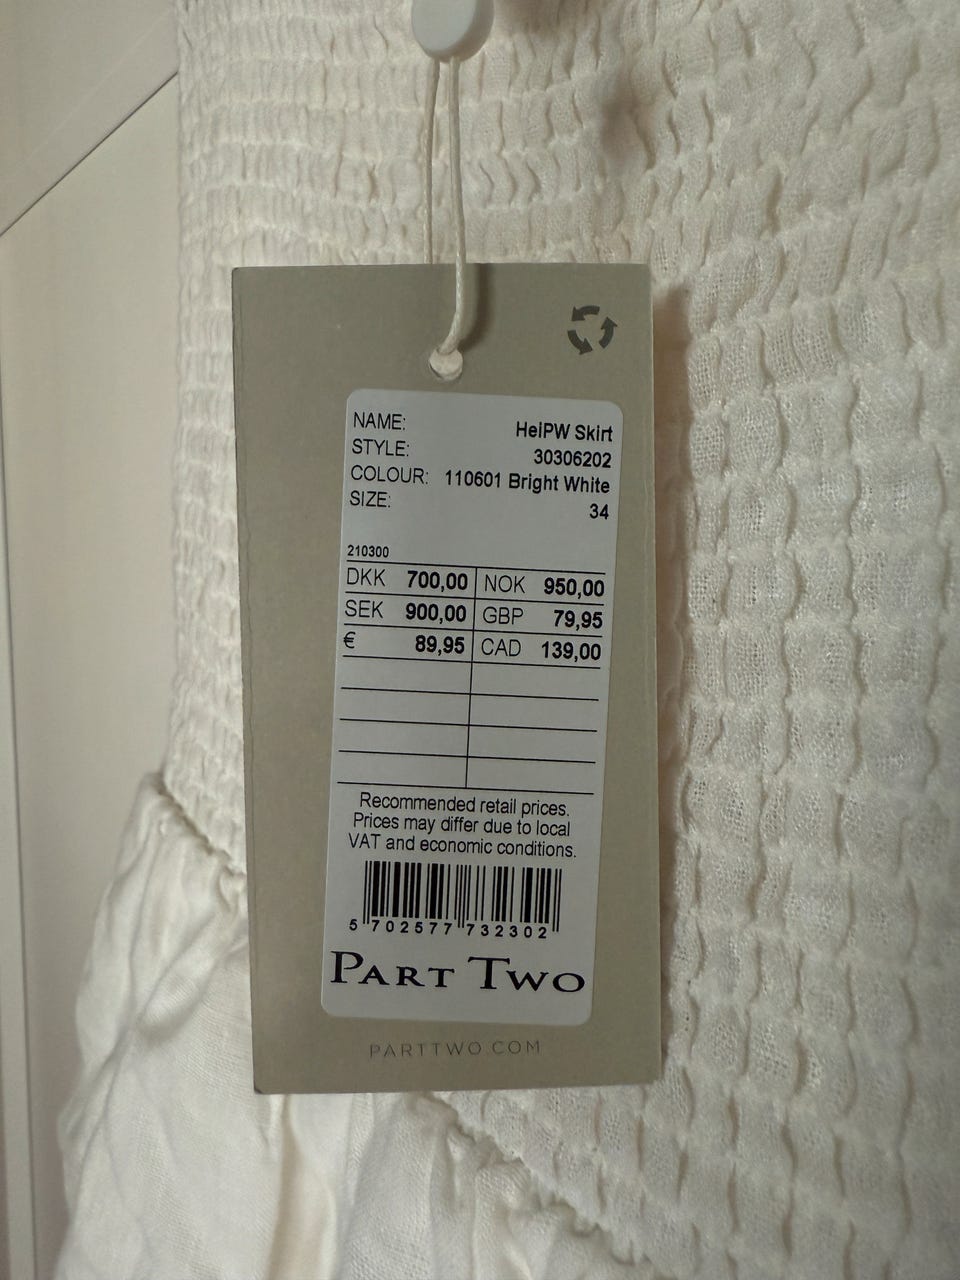 NAME: HeiPW Skirt
STYLE: 30306202
COLOUR: 110601 Bright White
SIZE: 34
210300
DKK 700,00 NOK 950,00
SEK 900,00 GBP 79,95
€ 89,95 CAD 139,00
Recommended retail prices.
Prices may differ due to local
VAT and economic conditions.
5 702577 732302
PART TWO
PARTTWO.COM